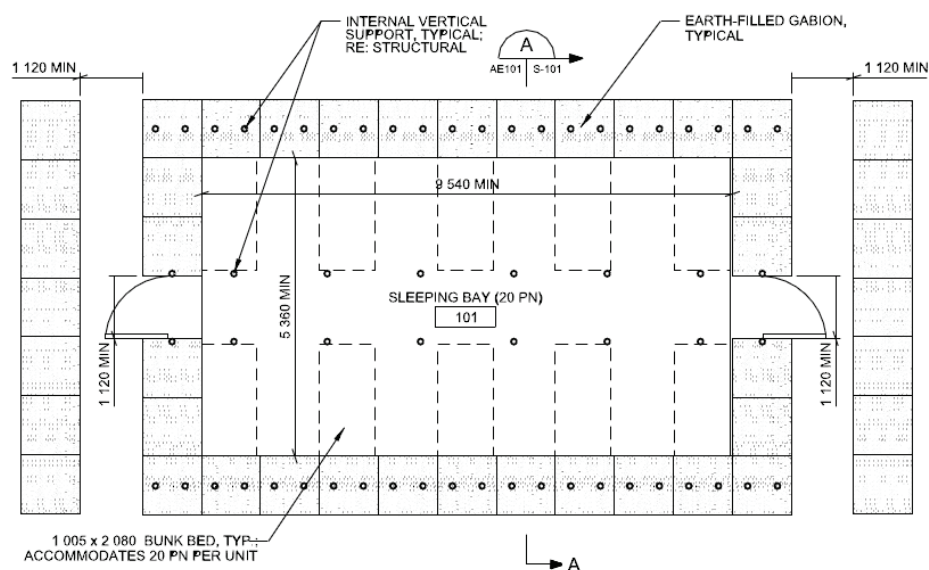 INTERNAL VERTICAL
SUPPORT, TYPICAL;
RE: STRUCTURAL
A
AE101 S-101
EARTH-FILLED GABION,
TYPICAL
1 120 MIN
1 120 MIN
9 540 MIN
5 360 MIN
SLEEPING BAY (20 PN)
101
1 120 MIN
1 120 MIN
1 005 x 2 080 BUNK BED, TYP.;
ACCOMMODATES 20 PN PER UNIT
A